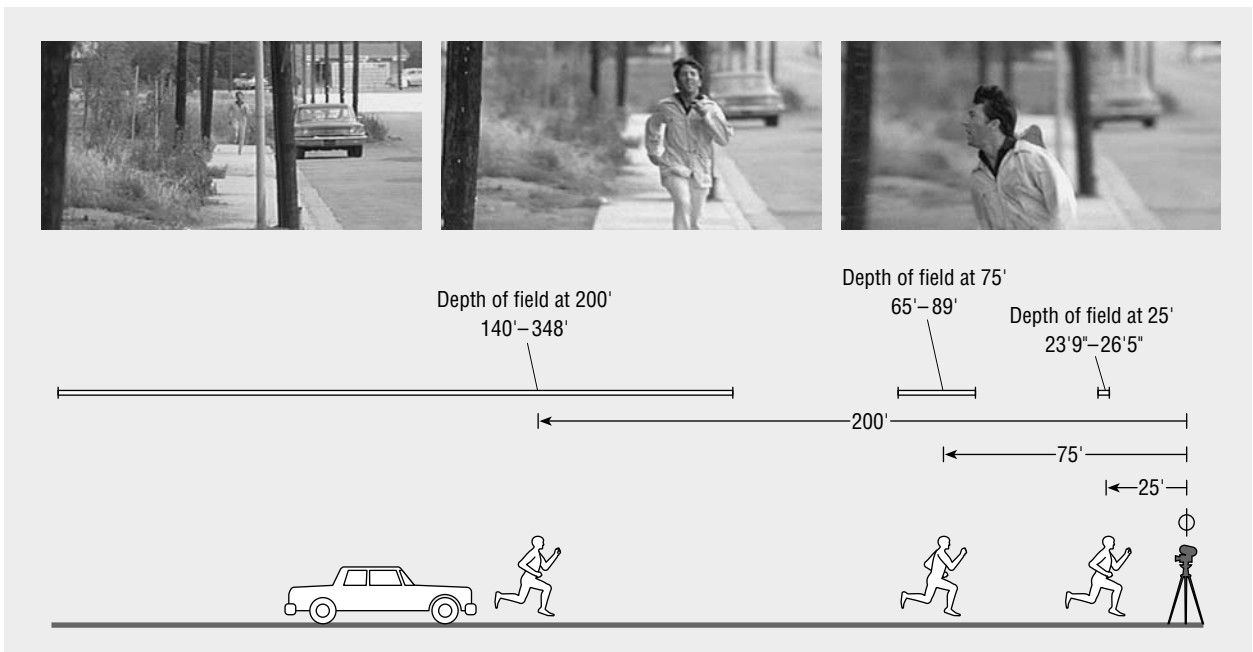 Depth of field at 200'
140'–348'
Depth of field at 75'
65'–89'
Depth of field at 25'
23'9"–26'5"
200'
75'
25'